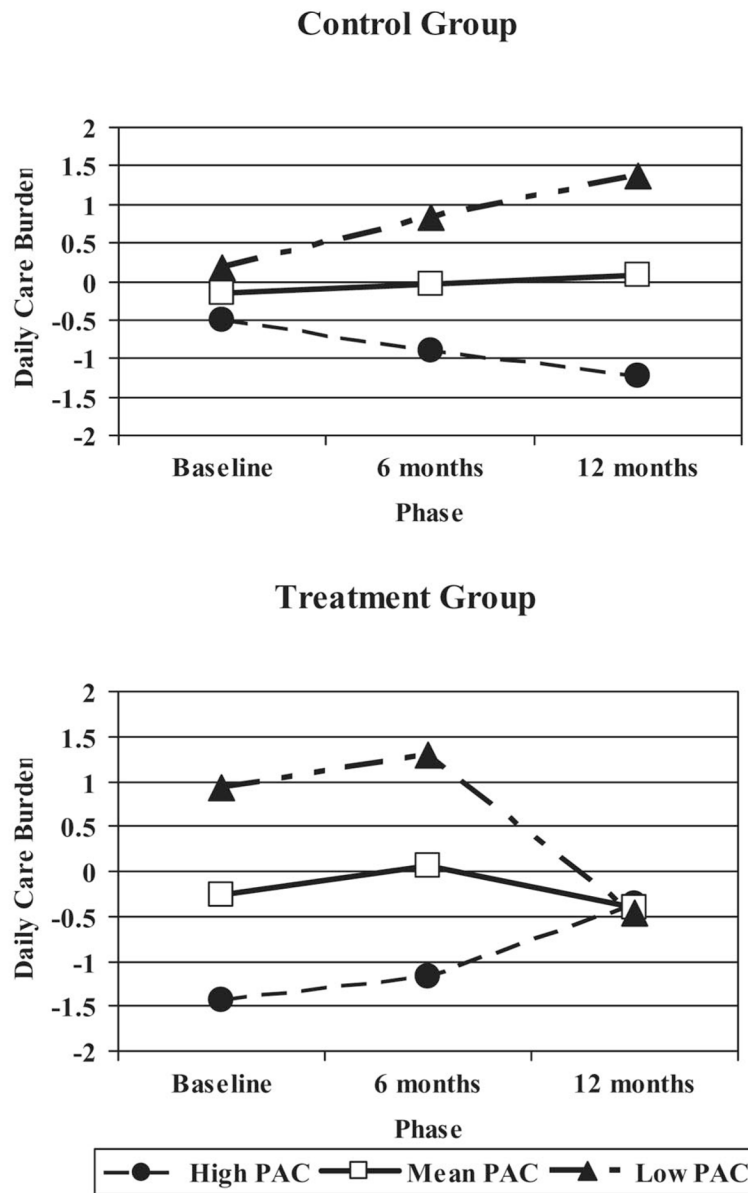 Control Group
Daily Care Burden
2
1.5
1
0.5
0
-0.5
-1
-1.5
-2
Baseline 6 months 12 months
Phase
Treatment Group
Daily Care Burden
2
1.5
1
0.5
0
-0.5
-1
-1.5
-2
Baseline 6 months 12 months
Phase
High PAC Mean PAC Low PAC